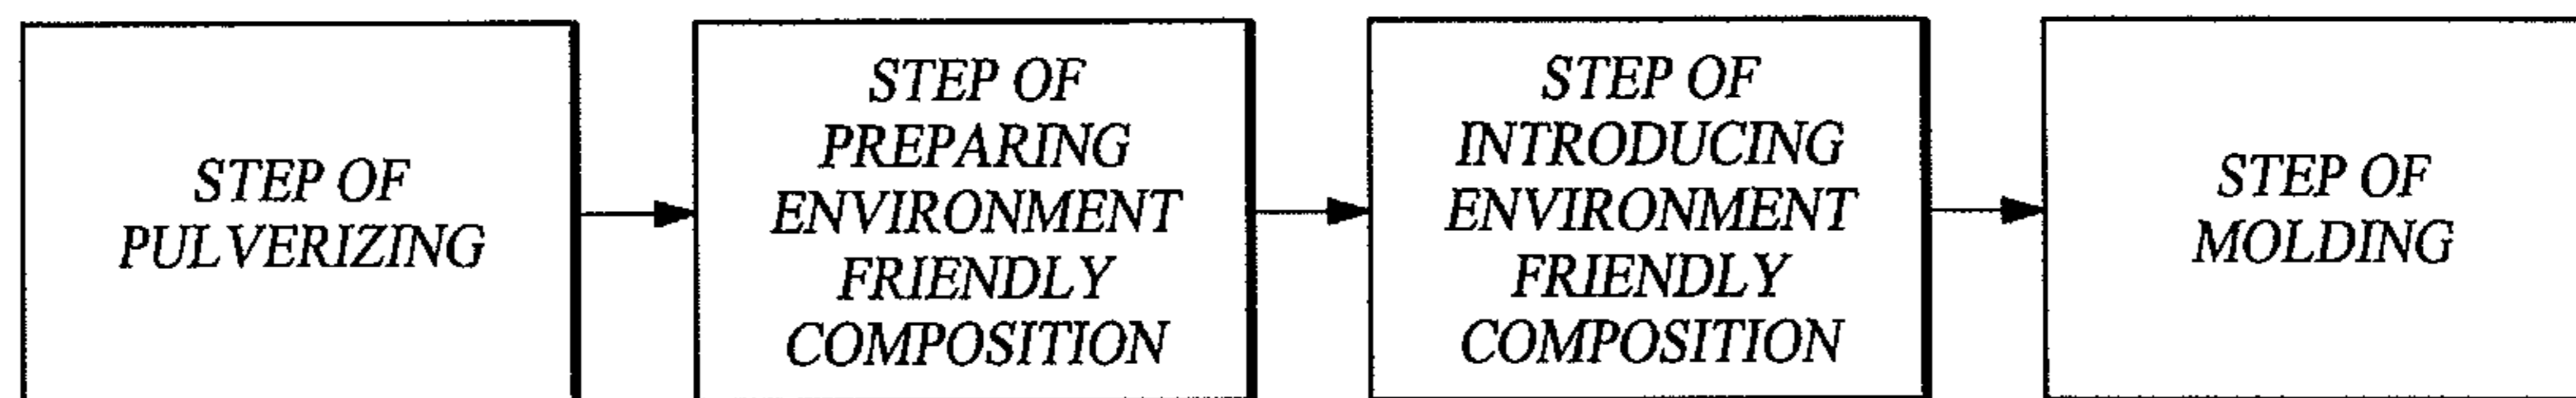 STEP OF
PULVERIZING
STEP OF
PREPARING
ENVIRONMENT
FRIENDLY
COMPOSITION
STEP OF
INTRODUCING
ENVIRONMENT
FRIENDLY
COMPOSITION
STEP OF
MOLDING